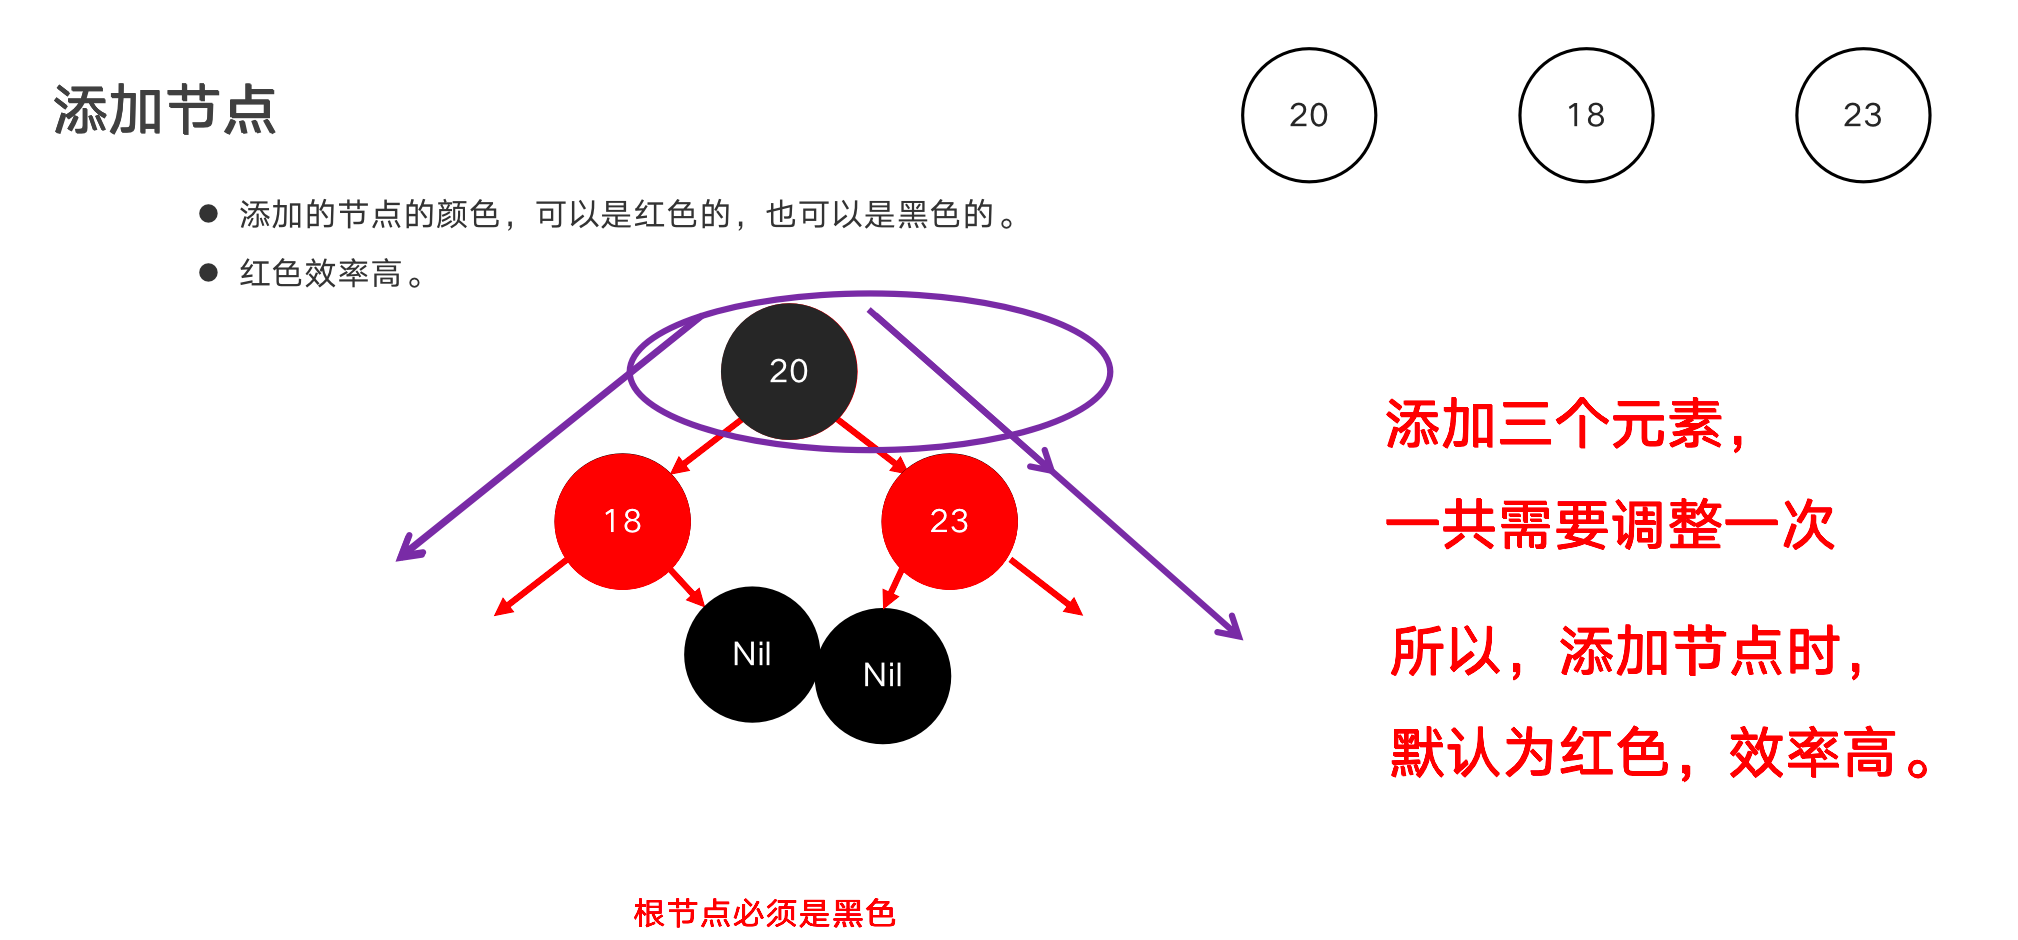 添加节点
20
18
23
添加的节点的颜色，可以是红色的，也可以是黑色的。
红色效率高。
20
18
23
Nil
Nil
添加三个元素，
一共需要调整一次
所以，添加节点时，
默认为红色，效率高。
根节点必须是黑色